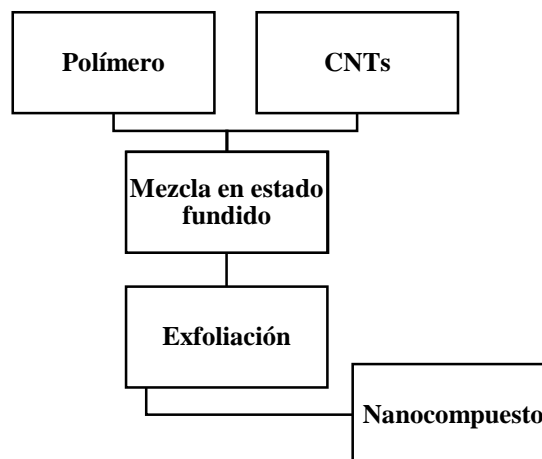 Polímero
CNTs
Mezcla en estado
fundido
Exfoliación
Nanocompuesto